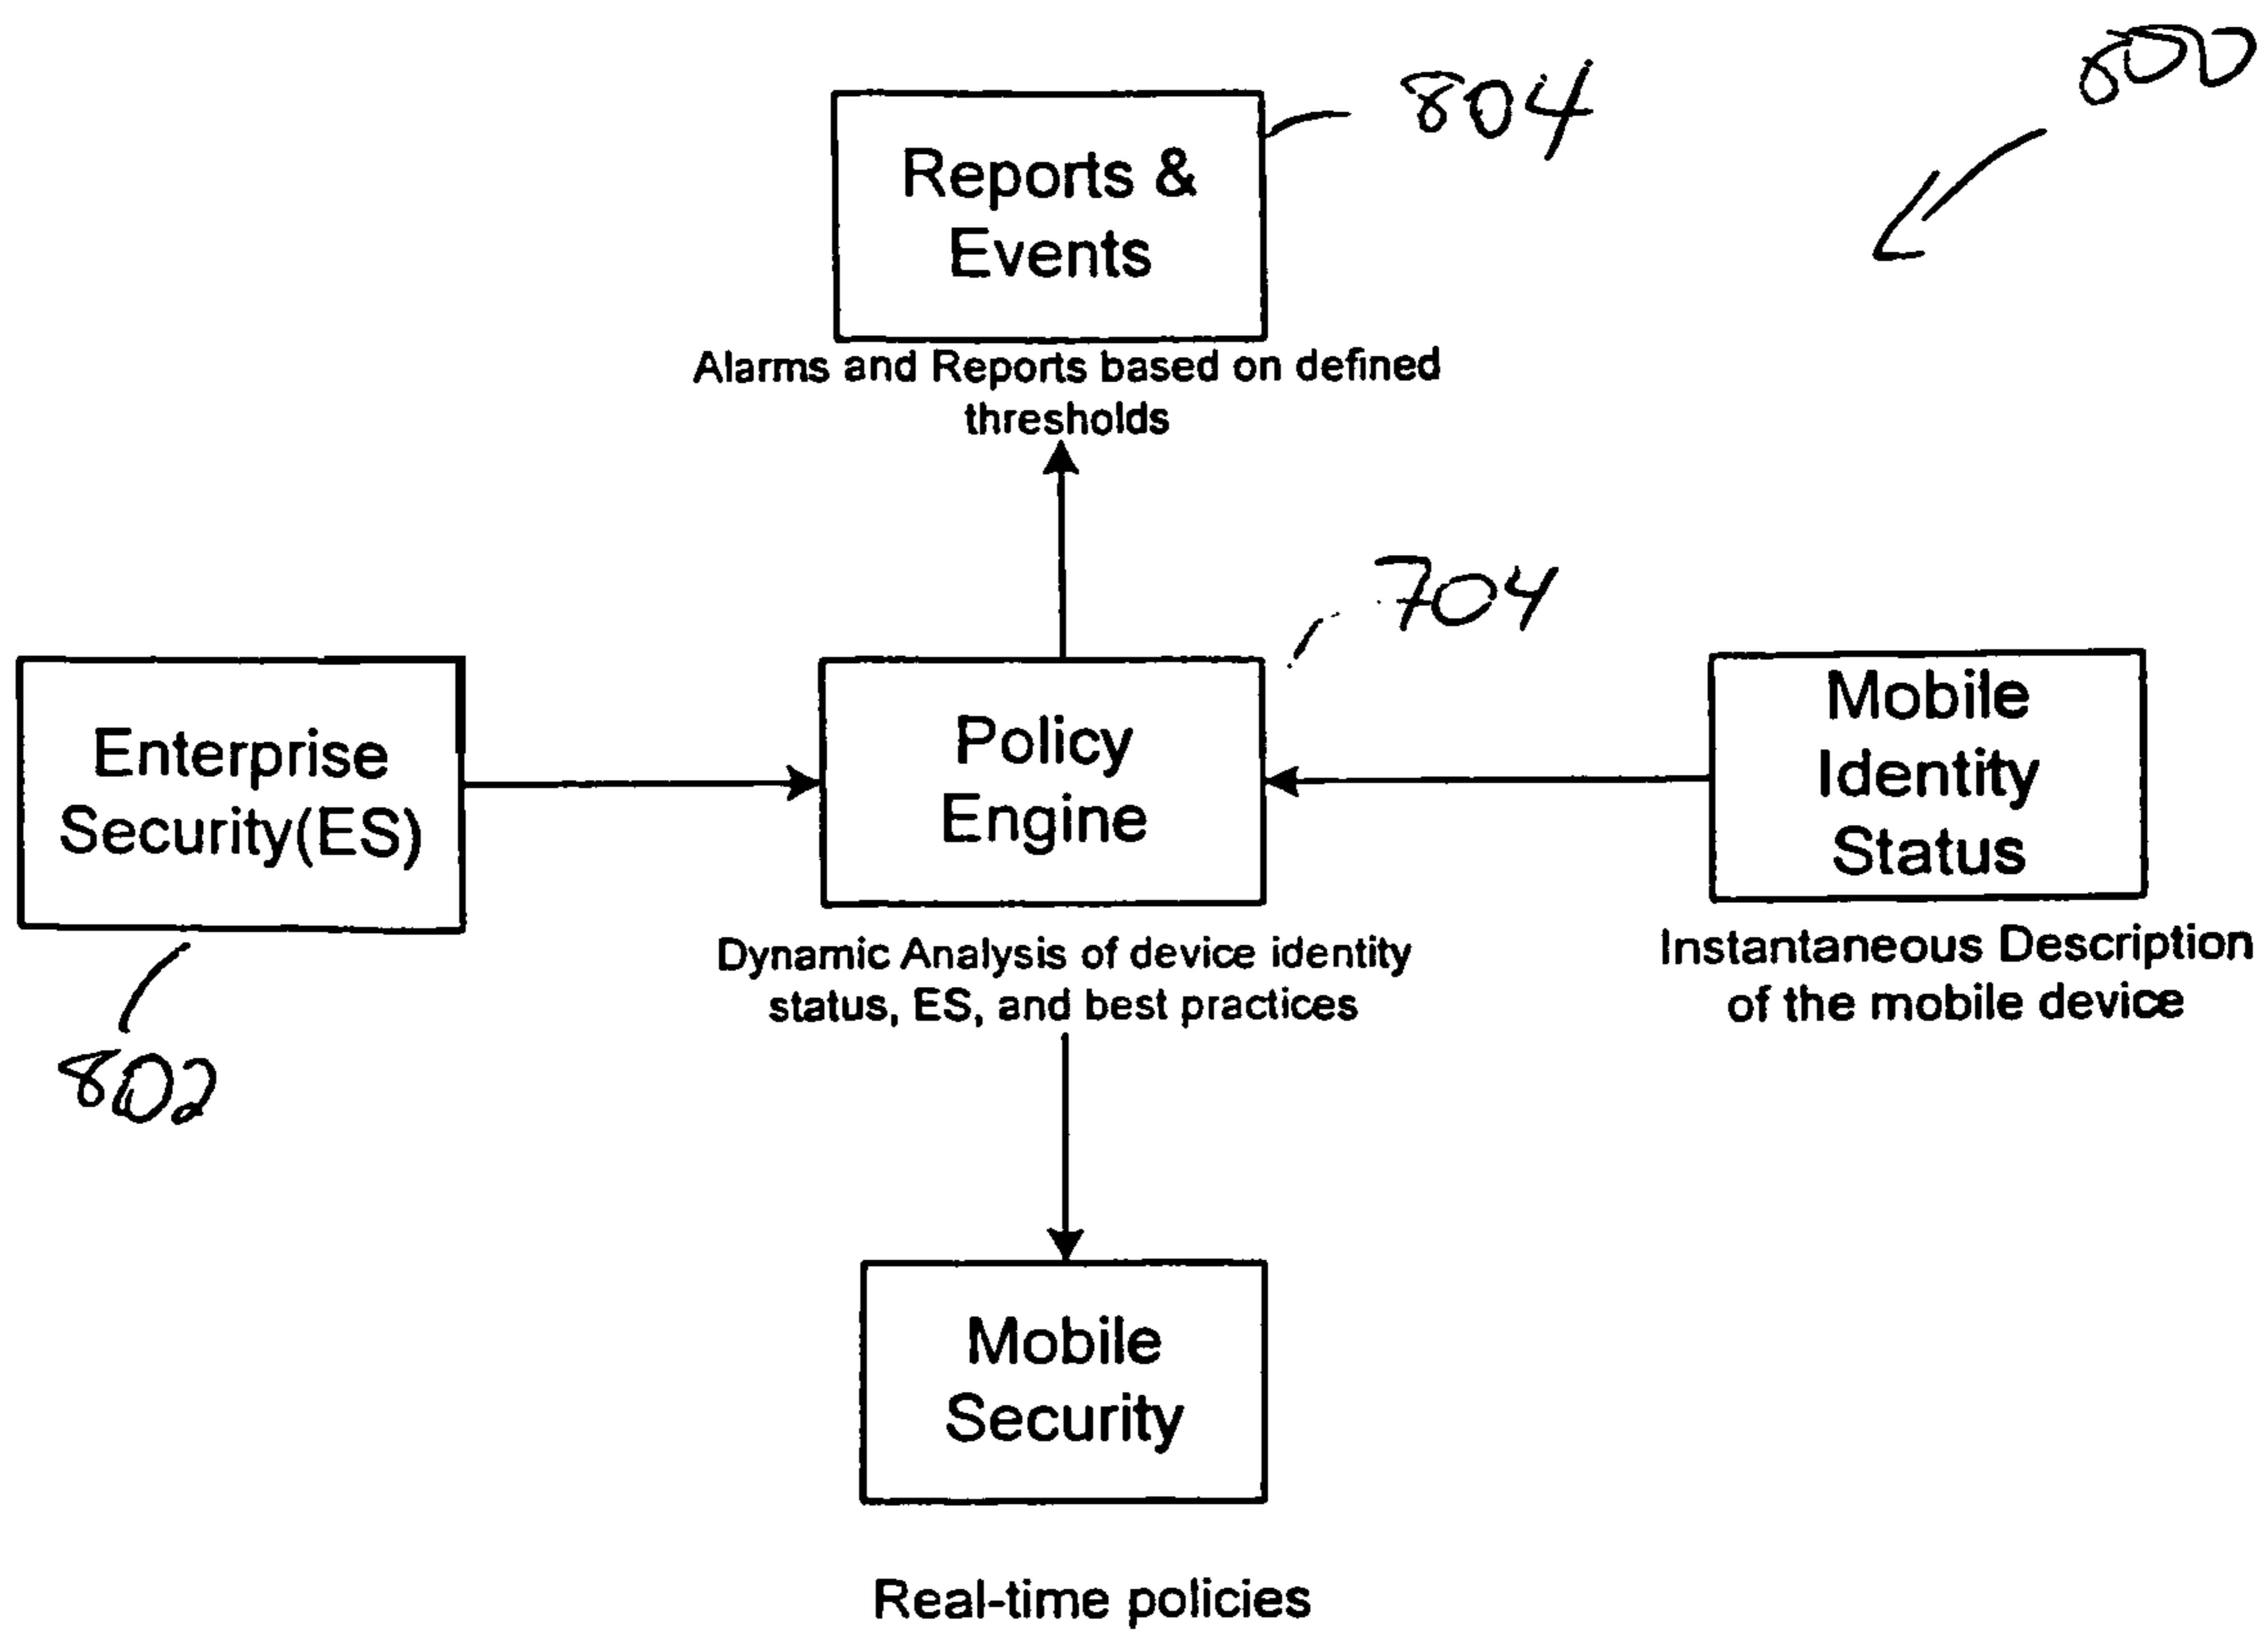 800
804
Reports &
Events
Alarms and Reports based on defined
thresholds
704
Enterprise
Security(ES)
802
Policy
Engine
Dynamic Analysis of device identity
status, ES, and best practices
Mobile
Identity
Status
Instantaneous Description
of the mobile device
Mobile
Security
Real-time policies